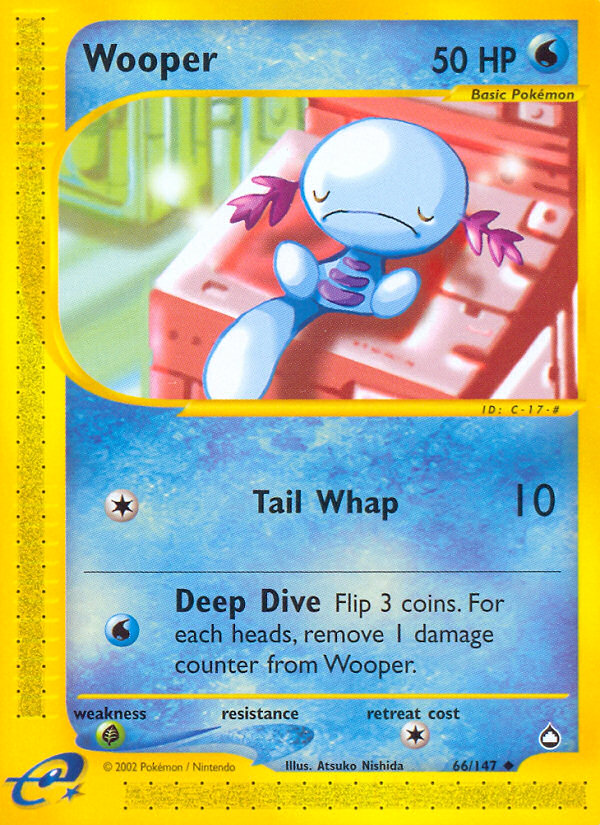 Wooper 50 HP
Basic Pokémon
ID: C-17-#
Tail Whap 10
Deep Dive Flip 3 coins. For
each heads, remove 1 damage
counter from Wooper.
weakness resistance retreat cost
© 2002 Pokémon / Nintendo Illus. Atsuko Nishida 66/147
e